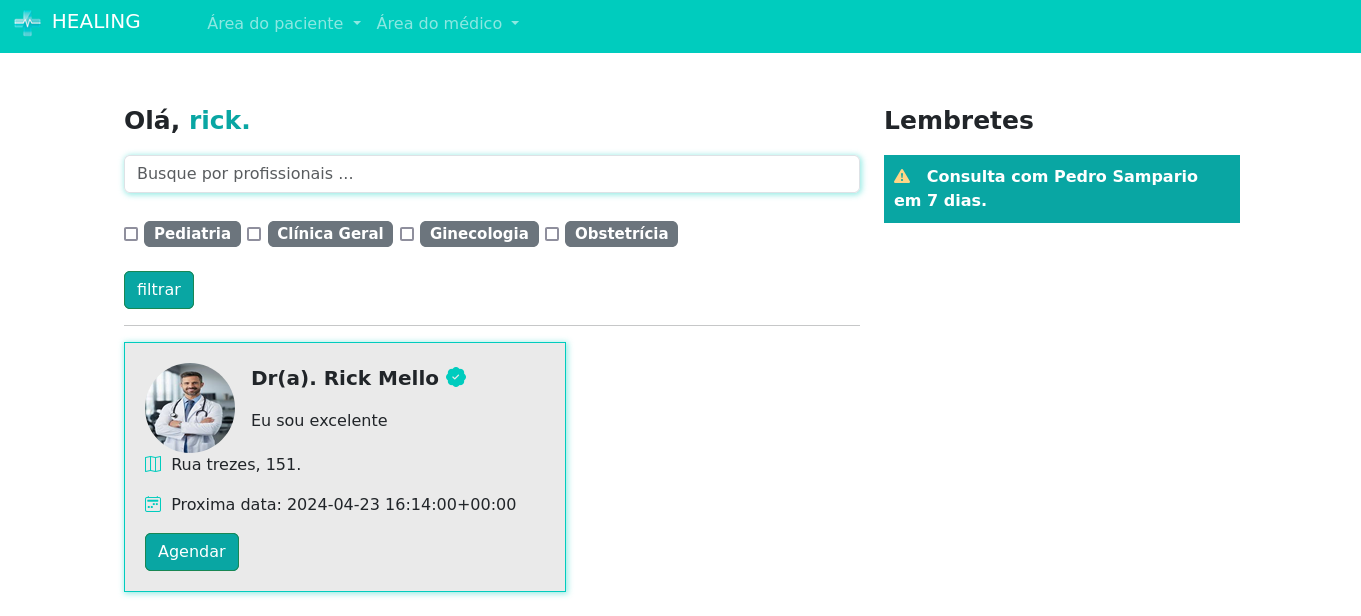 HEALING
Área do paciente
Área do médico
Olá, rick.
Busque por profissionais ...
Pediatria
Clínica Geral
Ginecologia
Obstetrícia
filtrar
Dr(a). Rick Mello
Eu sou excelente
Rua trezes, 151.
Proxima data: 2024-04-23 16:14:00+00:00
Agendar
Lembretes
Consulta com Pedro Sampario
em 7 dias.